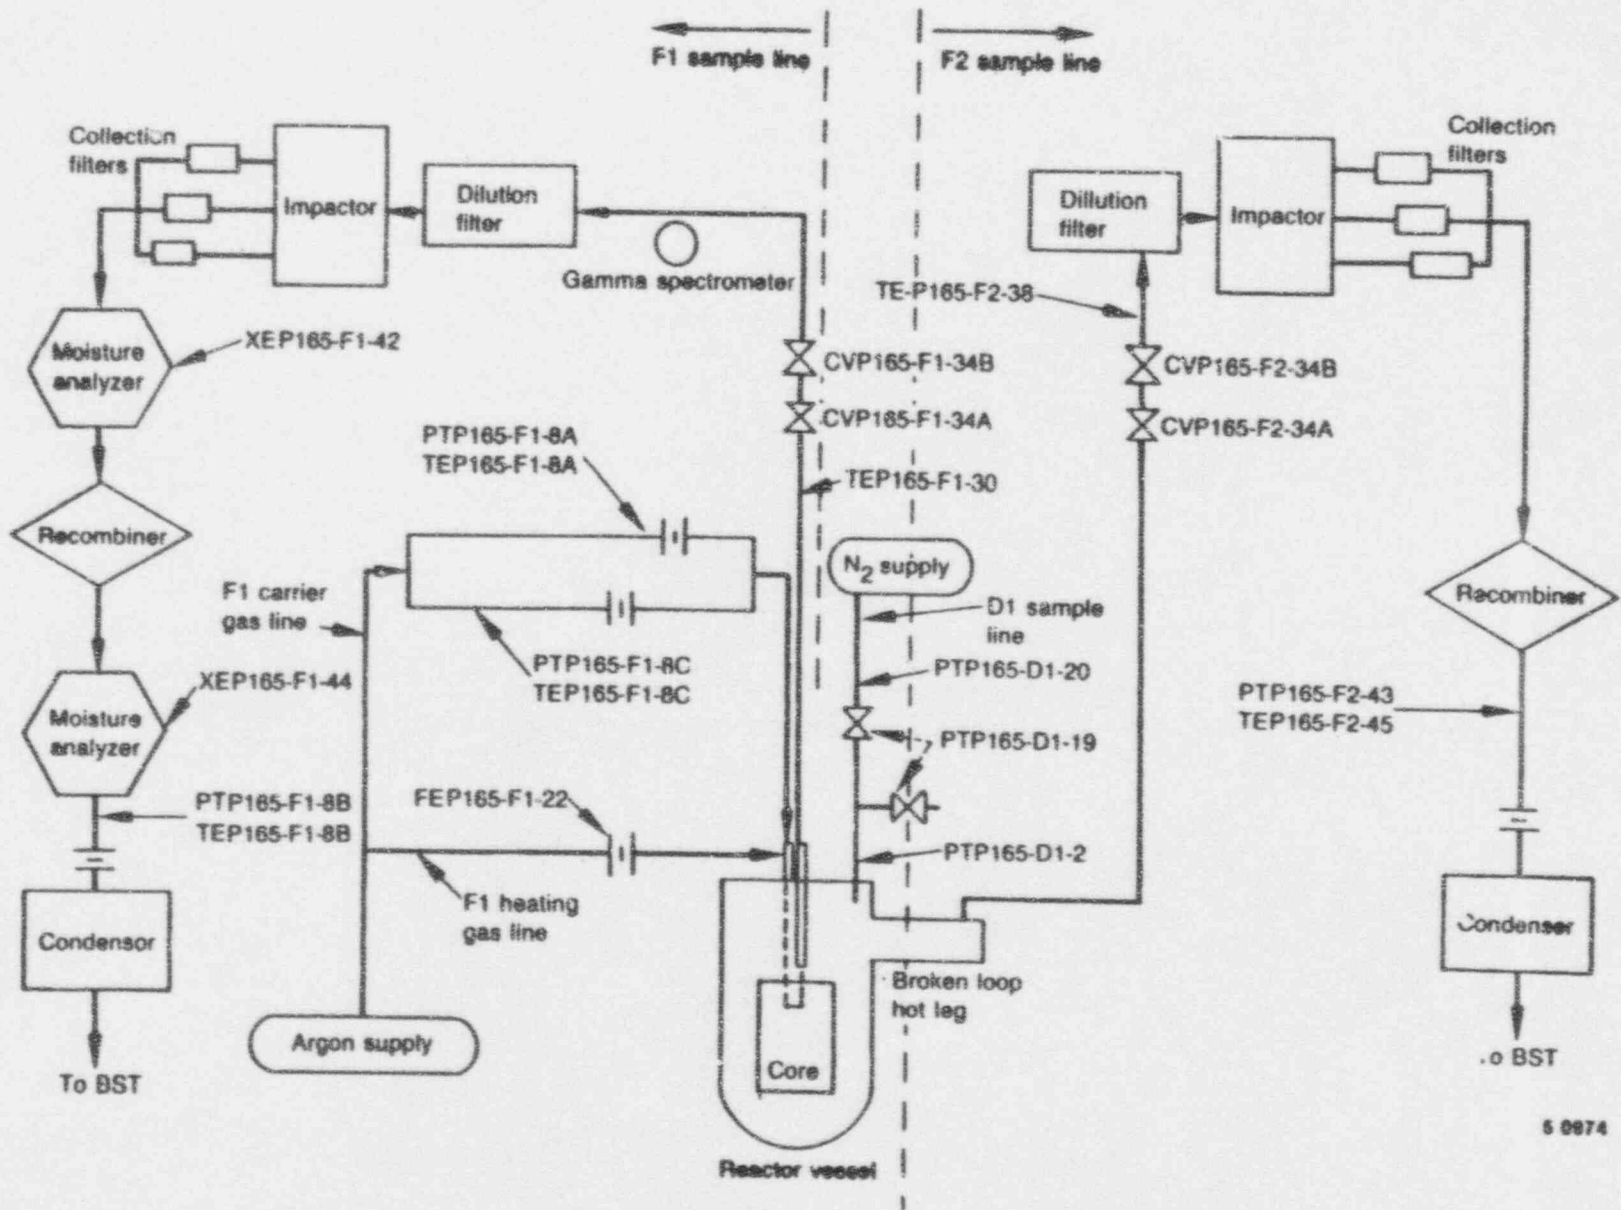 F1 sample line
F2 sample line
Collection
filters
Impactor
Dilution
filter
Gamma spectrometer
Collection
filters
Dillution
filter
Impactor
TE-P165-F2-38
Moisture
analyzer
XEP165-F1-42
CVP165-F1-34B
CVP165-F1-34A
CVP165-F2-34B
CVP165-F2-34A
PTP165-F1-8A
TEP165-F1-8A
TEP165-F1-30
Recombiner
N2 supply
Recombiner
F1 carrier
gas line
D1 sample
line
PTP165-F1-8C
TEP165-F1-8C
PTP165-D1-20
XEP165-F1-44
Moisture
analyzer
PTP165-F2-43
TEP165-F2-45
PTP165-D1-19
PTP165-F1-8B
TEP165-F1-8B
FEP165-F1-22
PTP165-D1-2
F1 heating
gas line
Condensor
Condenser
Broken loop
hot leg
Argon supply
Core
To BST
.o BST
Reactor vessel
5 0974